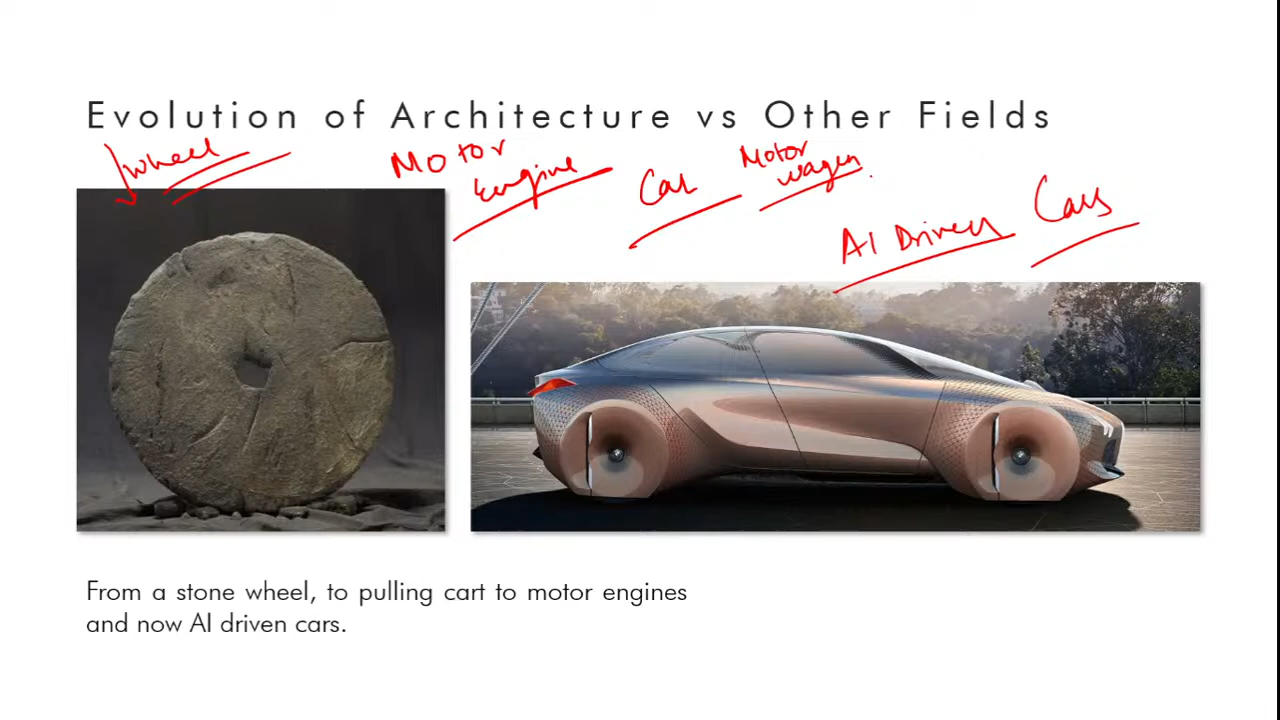 Evolution of Architecture vs Other Fields
wheel
Motor
Engine
Car
Motor
wagen
AI Driven Cars
From a stone wheel, to pulling cart to motor engines
and now AI driven cars.